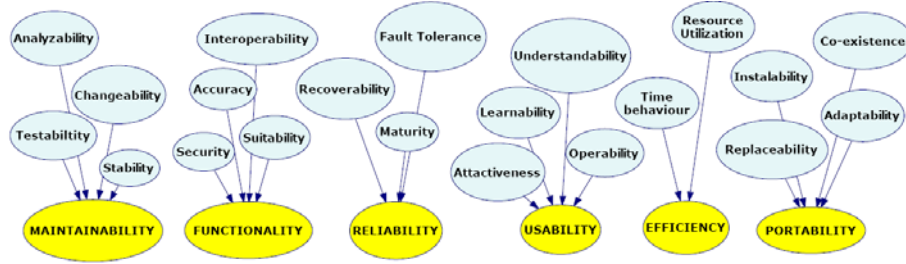 Analyzability
Changeability
Testabiltity
Stability
MAINTAINABILITY
Interoperability
Accuracy
Security
Suitability
FUNCTIONALITY
Fault Tolerance
Recoverability
Maturity
RELIABILITY
Understandability
Learnability
Operability
Attactiveness
USABILITY
Resource
Utilization
Time
behaviour
EFFICIENCY
Co-existence
Instalability
Adaptability
Replaceability
PORTABILITY